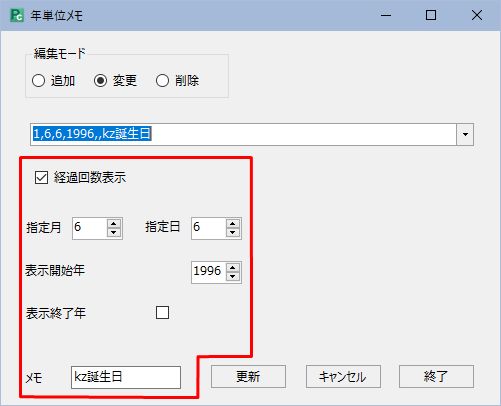 年単位メモ
編集モード
追加 変更 削除
1,6,6,1996,,kz誕生日
経過回数表示
指定月 6 指定日 6
表示開始年 1996
表示終了年
メモ kz誕生日 更新 キャンセル 終了